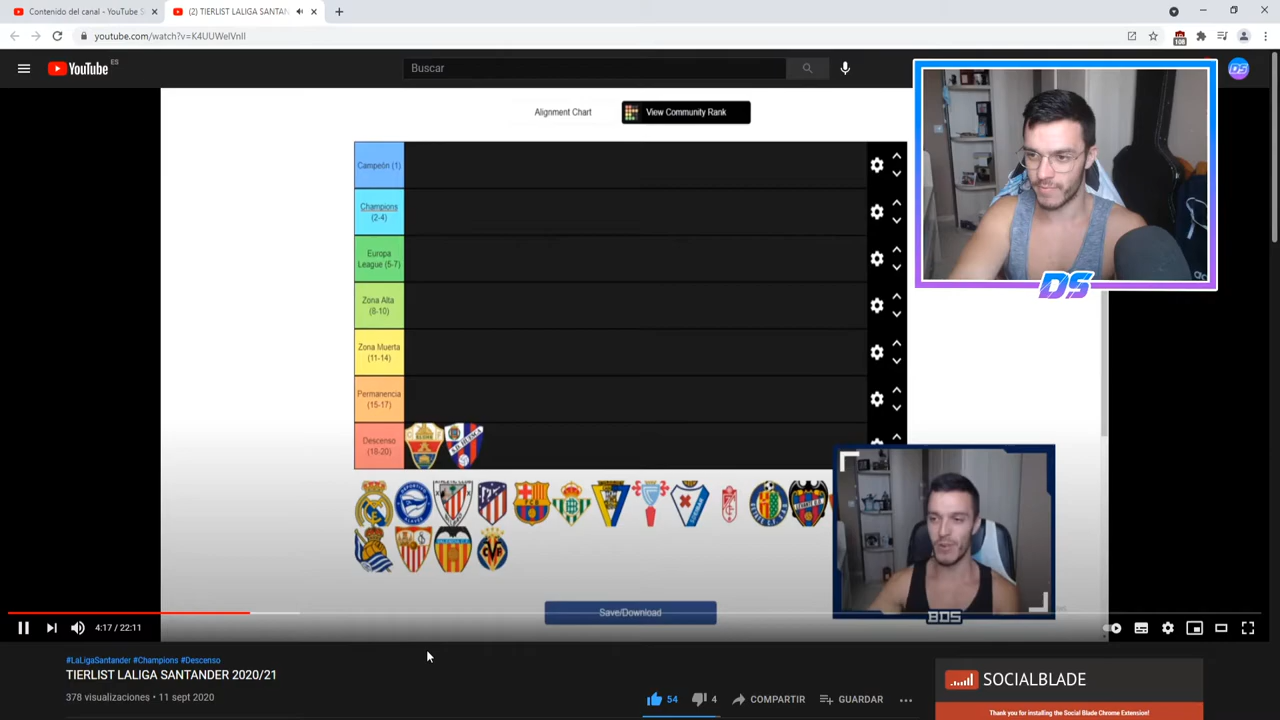 Contenido del canal - YouTube S
(2) TIERLIST LALIGA SANTAN
youtube.com/watch?v=K4UUWelVnlI
108
YouTube ES
Buscar
DS
Alignment Chart
View Community Rank
Campeón (1)
Champions
(2-4)
Europa
League (5-7)
Zona Alta
(8-10)
Zona Muerta
(11-14)
Permanencia
(15-17)
Descenso
(18-20)
DS
BDS
Save/Download
4:17 / 22:11
#LaLigaSantander #Champions #Descenso
TIERLIST LALIGA SANTANDER 2020/21
378 visualizaciones • 11 sept 2020
54
4
COMPARTIR
GUARDAR
SOCIALBLADE
Thank you for installing the Social Blade Chrome Extension!